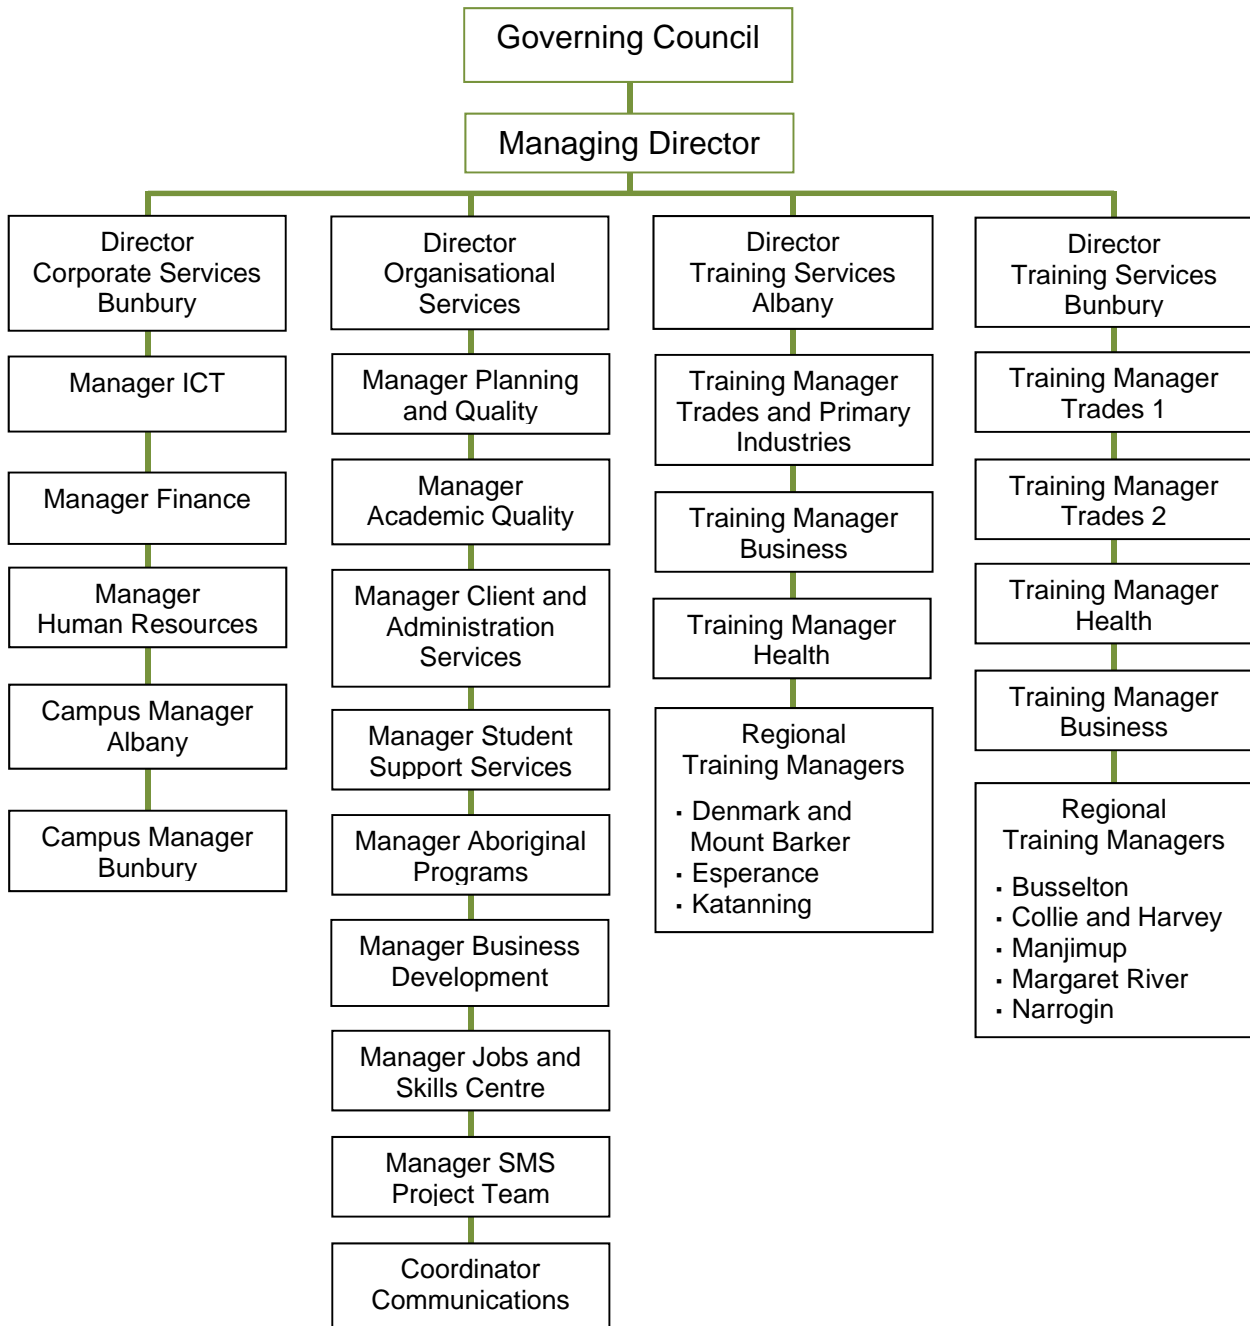 Governing Council
Managing Director
Director
Corporate Services
Bunbury
Manager ICT
Manager Finance
Manager
Human Resources
Campus Manager
Albany
Campus Manager
Bunbury
Director
Organisational
Services
Manager Planning
and Quality
Manager
Academic Quality
Manager Client and
Administration
Services
Manager Student
Support Services
Manager Aboriginal
Programs
Manager Business
Development
Manager Jobs and
Skills Centre
Manager SMS
Project Team
Coordinator
Communications
Director
Training Services
Albany
Training Manager
Trades and Primary
Industries
Training Manager
Business
Training Manager
Health
Regional
Training Managers
▪ Denmark and
Mount Barker
▪ Esperance
▪ Katanning
Director
Training Services
Bunbury
Training Manager
Trades 1
Training Manager
Trades 2
Training Manager
Health
Training Manager
Business
Regional
Training Managers
▪ Busselton
▪ Collie and Harvey
▪ Manjimup
▪ Margaret River
▪ Narrogin